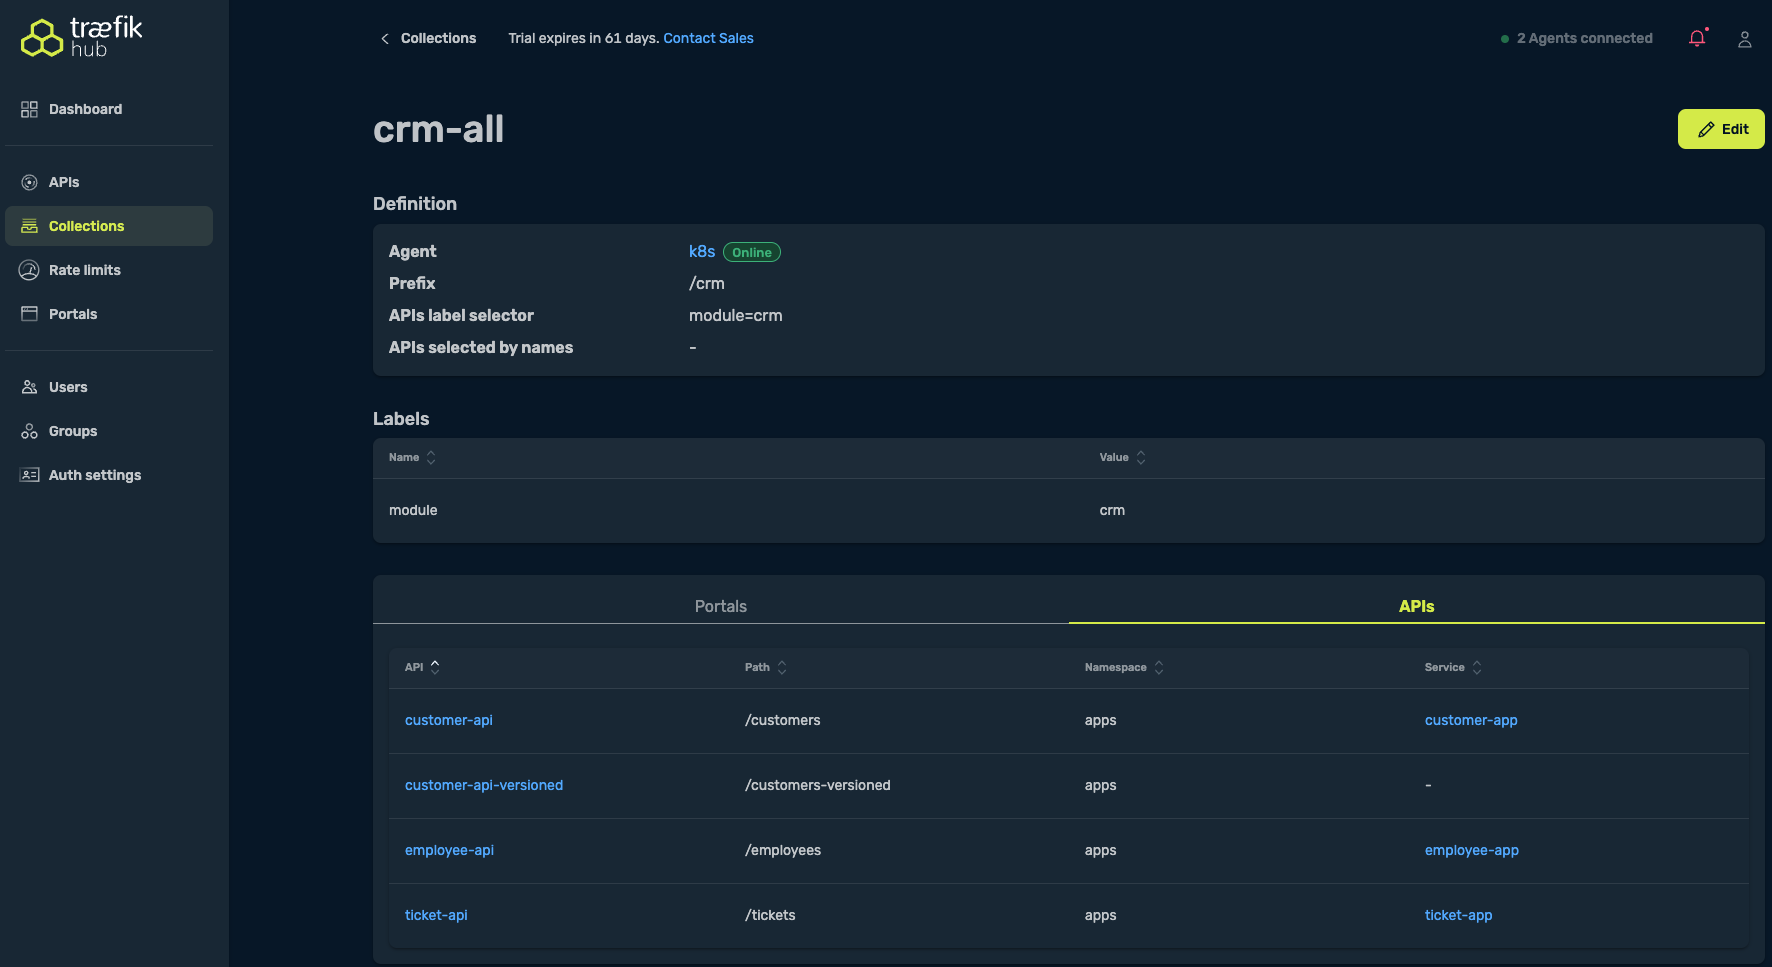 træfik
hub
Dashboard
APIs
Collections
Rate limits
Portals
Users
Groups
Auth settings
Collections
Trial expires in 61 days. Contact Sales
2 Agents connected
crm-all
Edit
Definition
Agent k8s Online
Prefix /crm
APIs label selector module=crm
APIs selected by names -
Labels
Name Value
module crm
Portals APIs
API Path Namespace Service
customer-api /customers apps customer-app
customer-api-versioned /customers-versioned apps -
employee-api /employees apps employee-app
ticket-api /tickets apps ticket-app